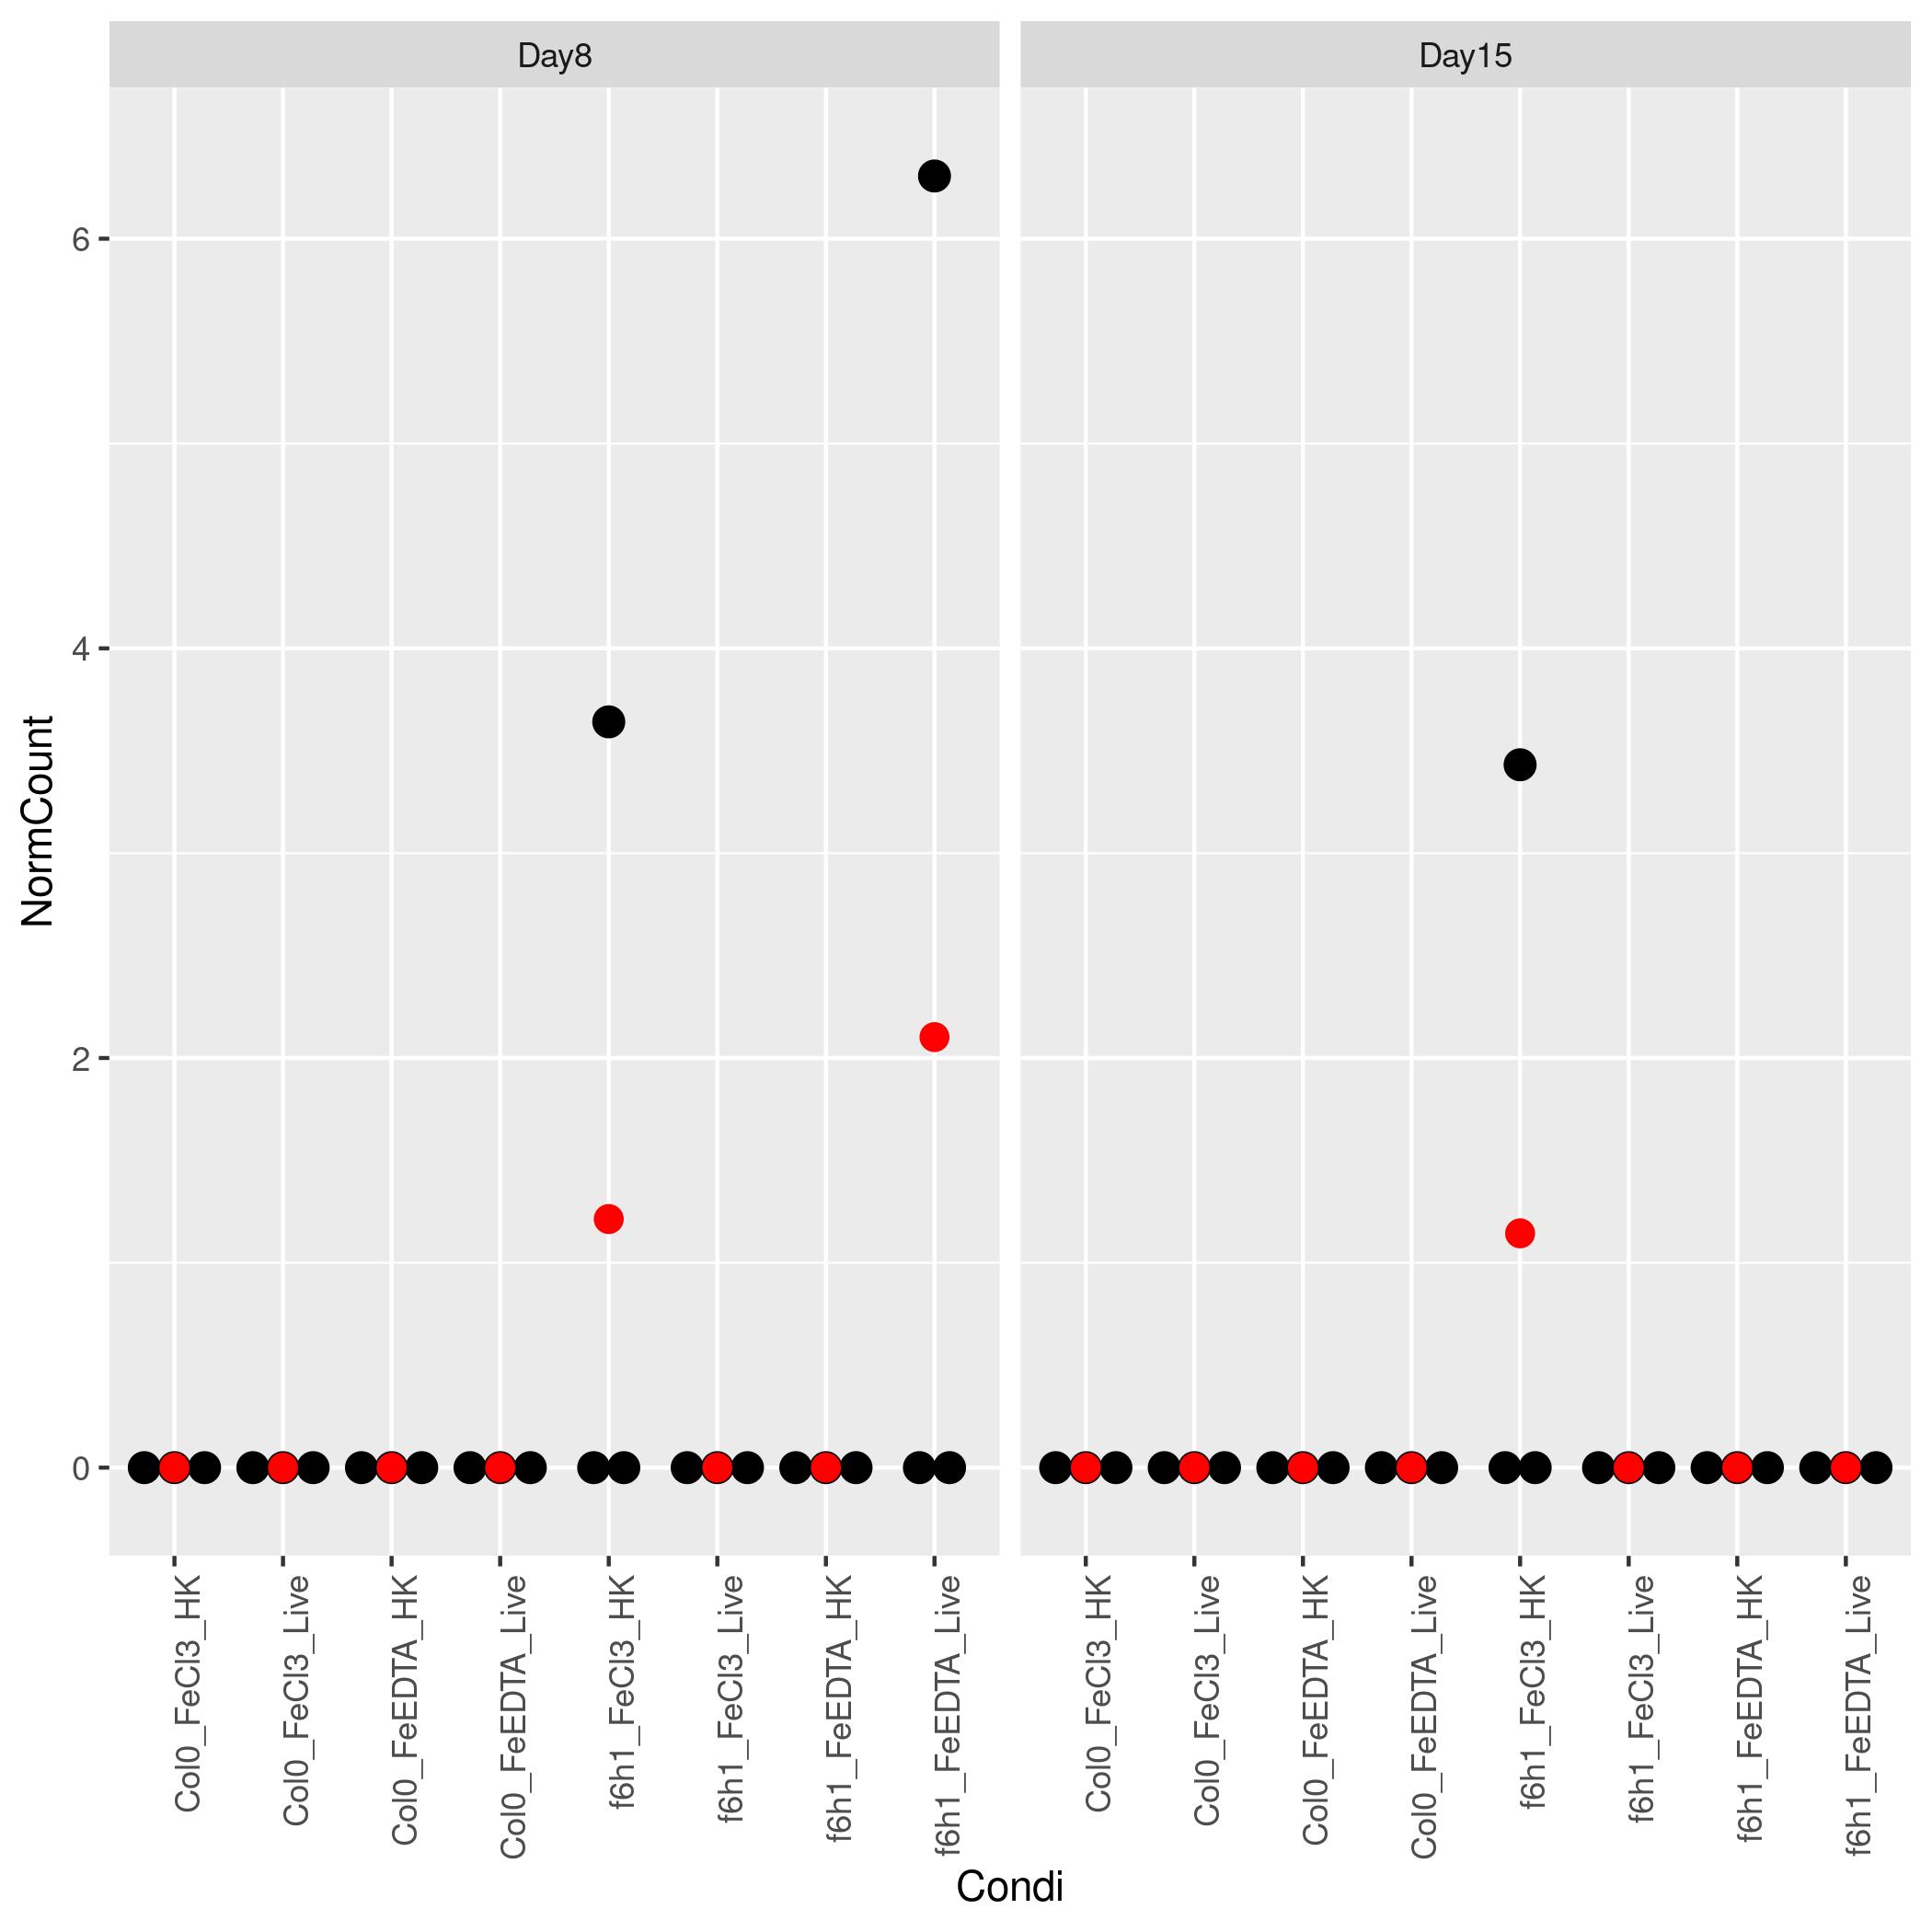 Day8
Day15
6
4
2
0
NormCount
Col0_FeCl3_HK
Col0_FeCl3_Live
Col0_FeEDTA_HK
Col0_FeEDTA_Live
f6h1_FeCl3_HK
f6h1_FeCl3_Live
f6h1_FeEDTA_HK
f6h1_FeEDTA_Live
Col0_FeCl3_HK
Col0_FeCl3_Live
Col0_FeEDTA_HK
Col0_FeEDTA_Live
f6h1_FeCl3_HK
f6h1_FeCl3_Live
f6h1_FeEDTA_HK
f6h1_FeEDTA_Live
Condi